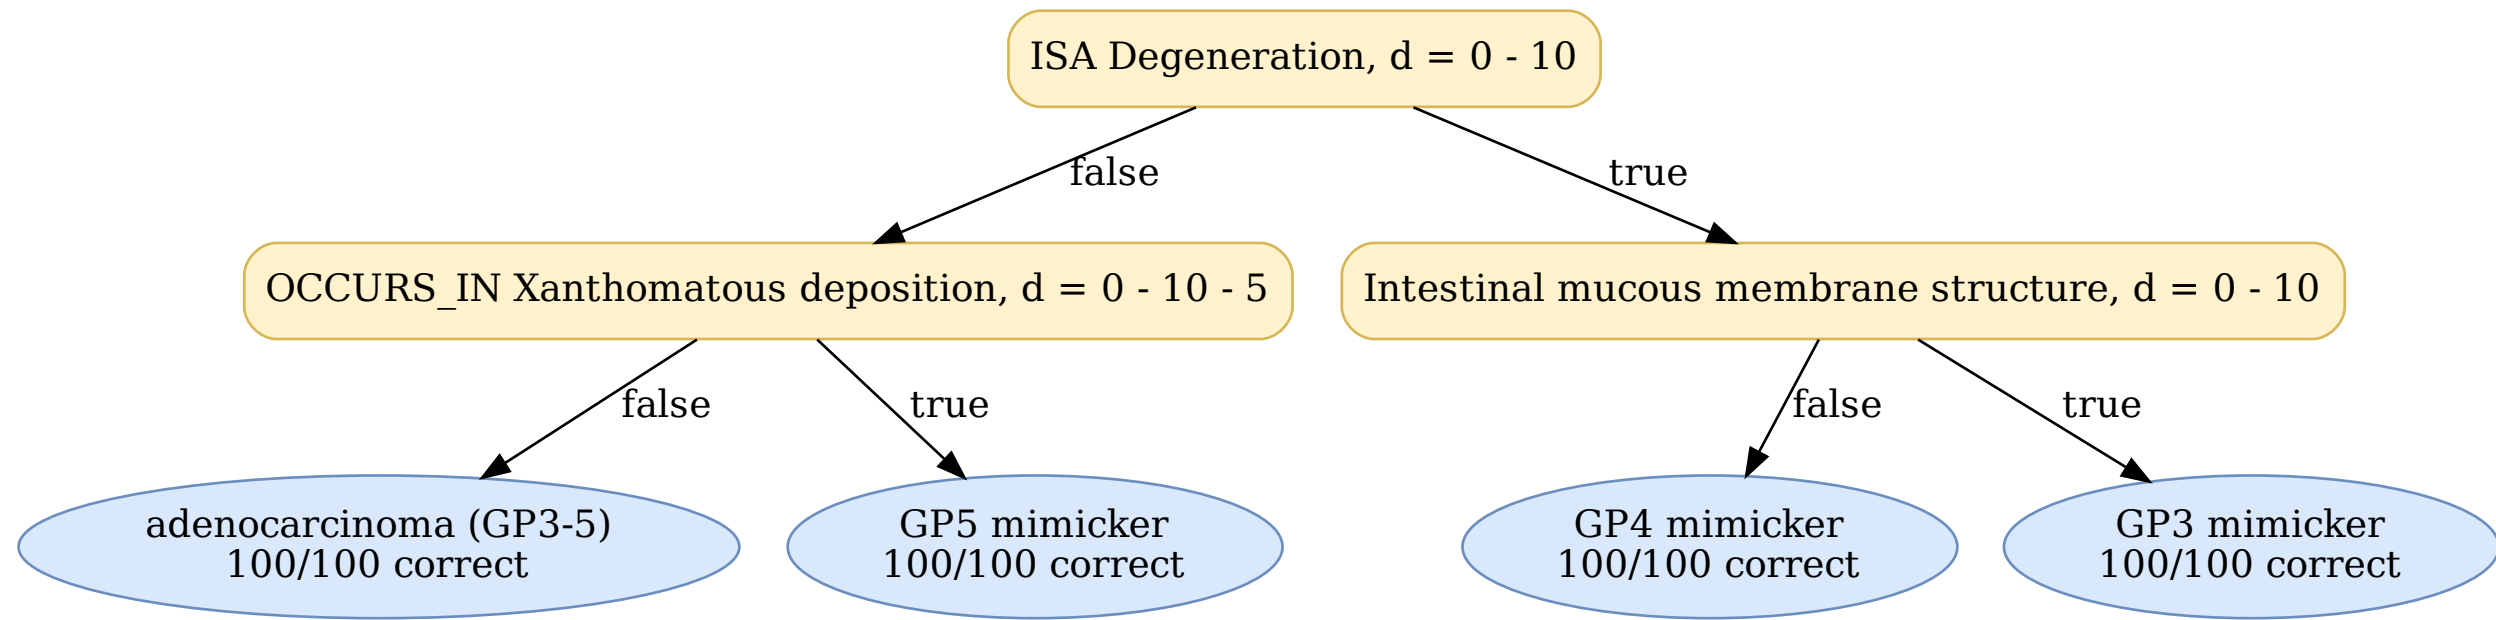 ISA Degeneration, d = 0 - 10
false
true
OCCURS_IN Xanthomatous deposition, d = 0 - 10 - 5
Intestinal mucous membrane structure, d = 0 - 10
false
true
false
true
adenocarcinoma (GP3-5)
100/100 correct
GP5 mimicker
100/100 correct
GP4 mimicker
100/100 correct
GP3 mimicker
100/100 correct